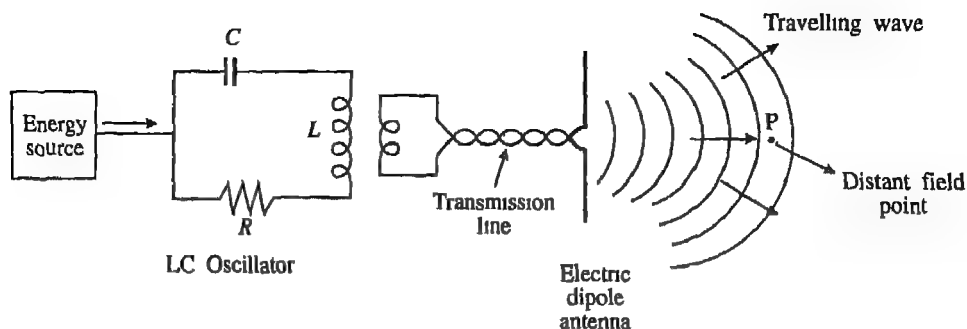 Travelling wave
C
Energy
source
L
P
R
Transmission
line
Distant field
point
LC Oscillator
Electric
dipole
antenna